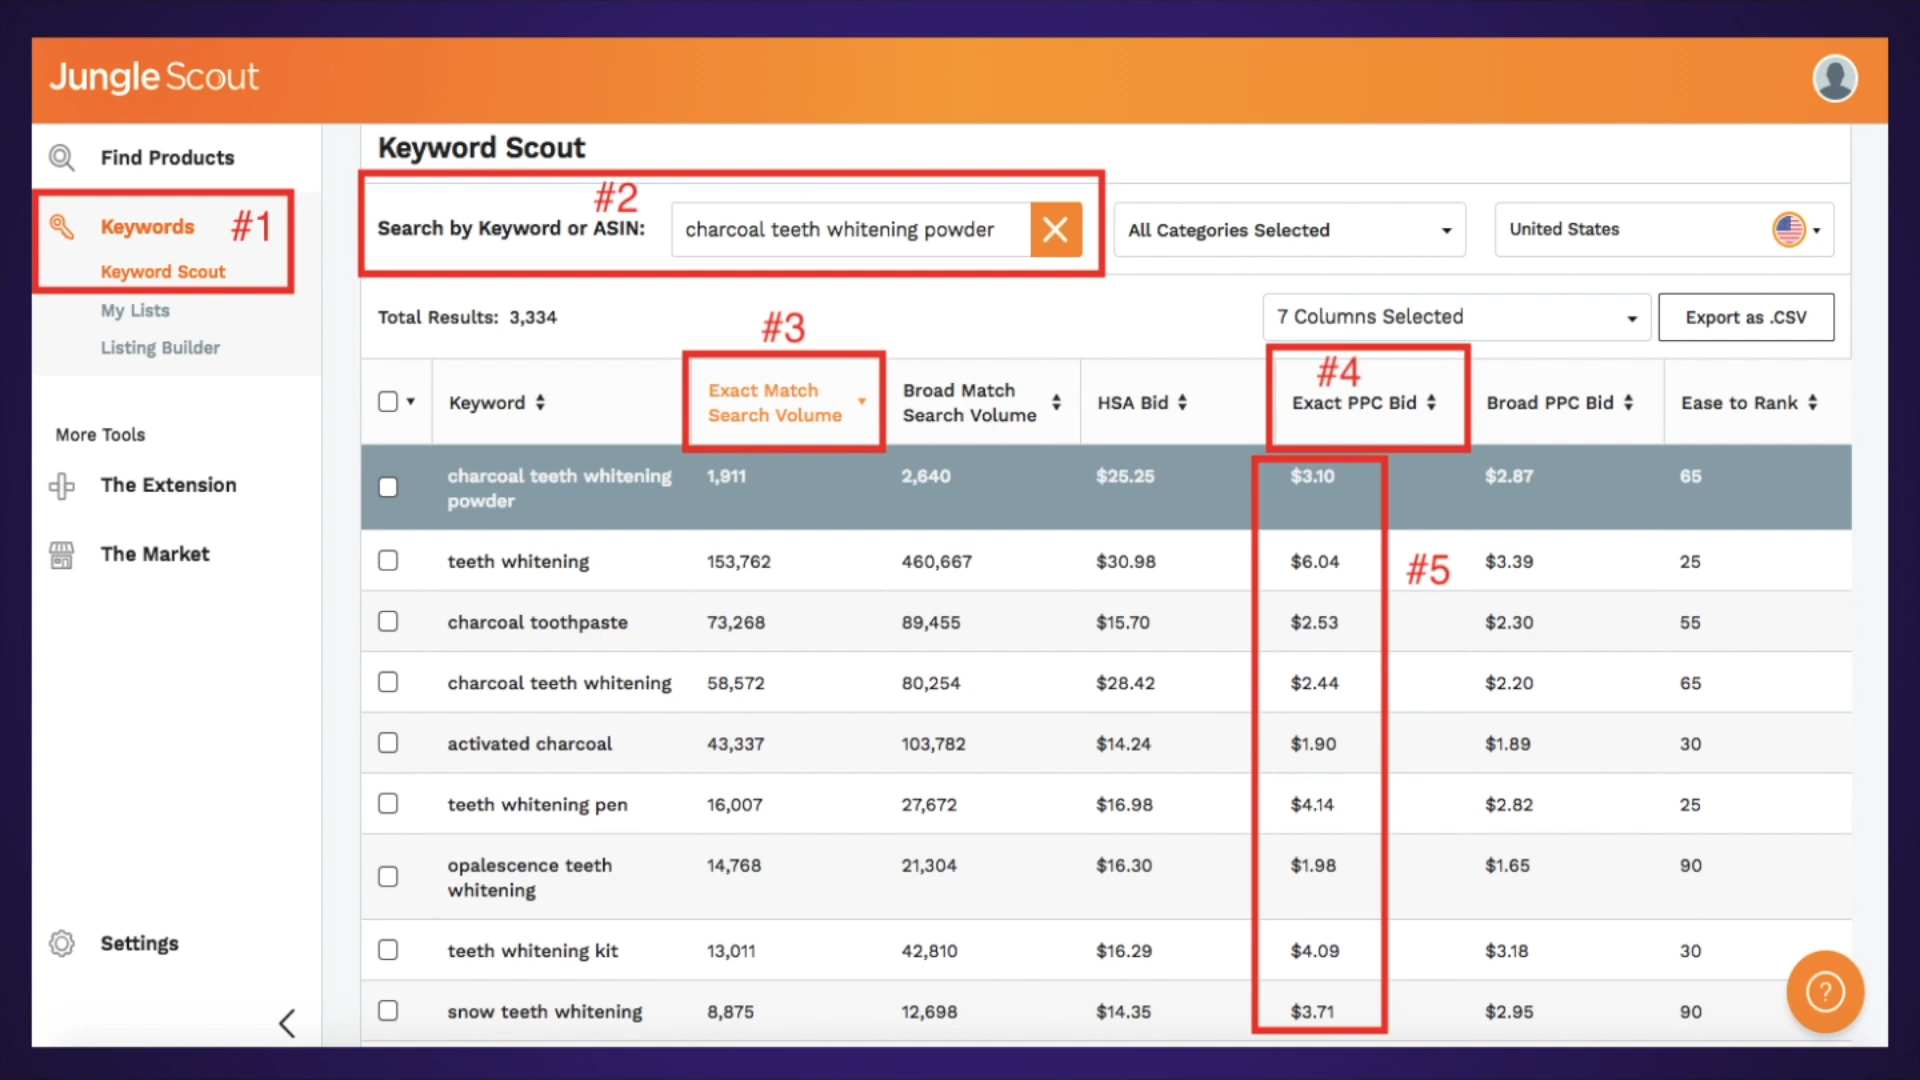 Jungle Scout
Find Products
Keywords #1
Keyword Scout
My Lists
Listing Builder
More Tools
The Extension
The Market
Settings
Keyword Scout
#2
Search by Keyword or ASIN: charcoal teeth whitening powder
All Categories Selected
United States
Total Results: 3,334
#3
7 Columns Selected
Export as .CSV
#4
Keyword
Exact Match
Search Volume
Broad Match
Search Volume
HSA Bid
Exact PPC Bid
Broad PPC Bid
Ease to Rank
charcoal teeth whitening
powder
1,911 2,640 $25.25 $3.10 $2.87 65
teeth whitening 153,762 460,667 $30.98 $6.04 $3.39 25
#5
charcoal toothpaste 73,268 89,455 $15.70 $2.53 $2.30 55
charcoal teeth whitening 58,572 80,254 $28.42 $2.44 $2.20 65
activated charcoal 43,337 103,782 $14.24 $1.90 $1.89 30
teeth whitening pen 16,007 27,672 $16.98 $4.14 $2.82 25
opalescence teeth
whitening
14,768 21,304 $16.30 $1.98 $1.65 90
teeth whitening kit 13,011 42,810 $16.29 $4.09 $3.18 30
snow teeth whitening 8,875 12,698 $14.35 $3.71 $2.95 90
?